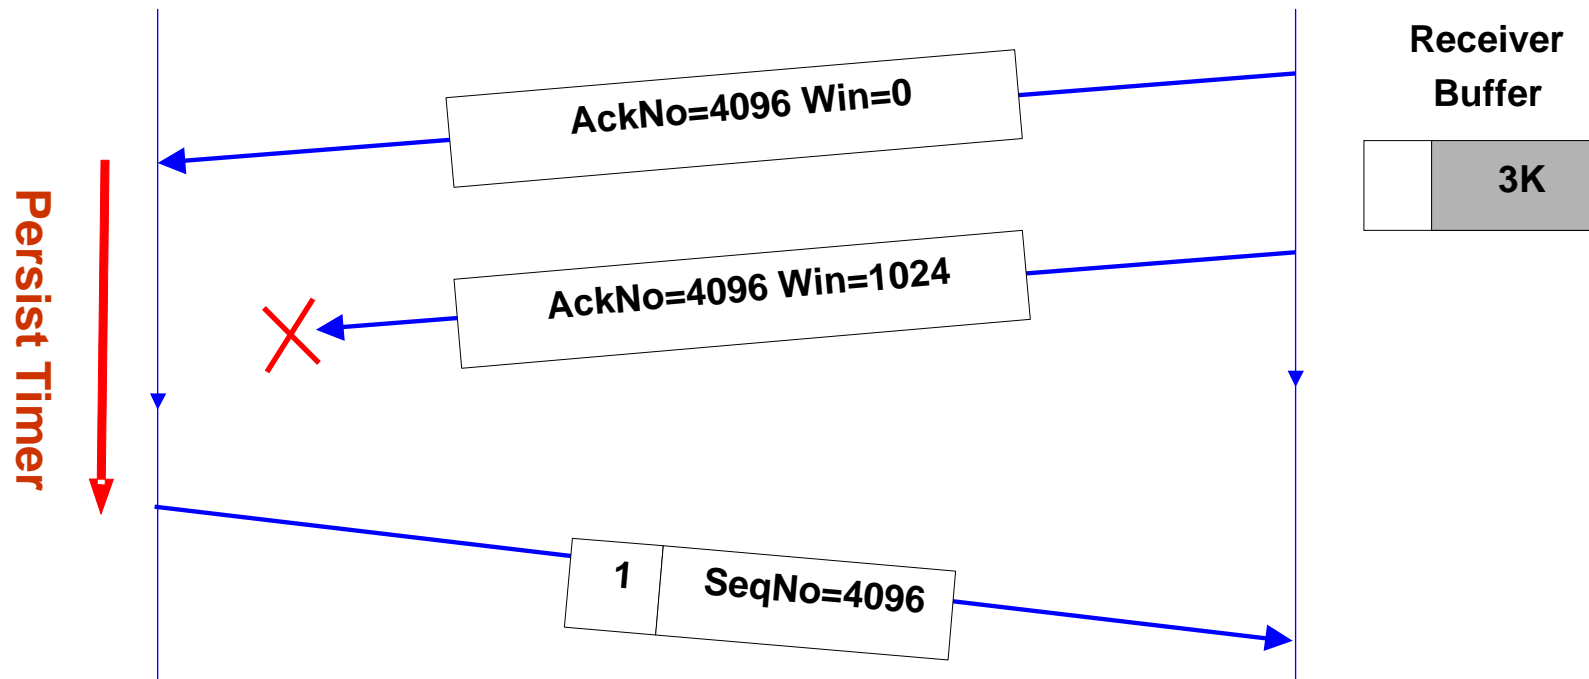 Receiver
Buffer
AckNo=4096 Win=0
3K
Persist Timer
AckNo=4096 Win=1024
1
SeqNo=4096